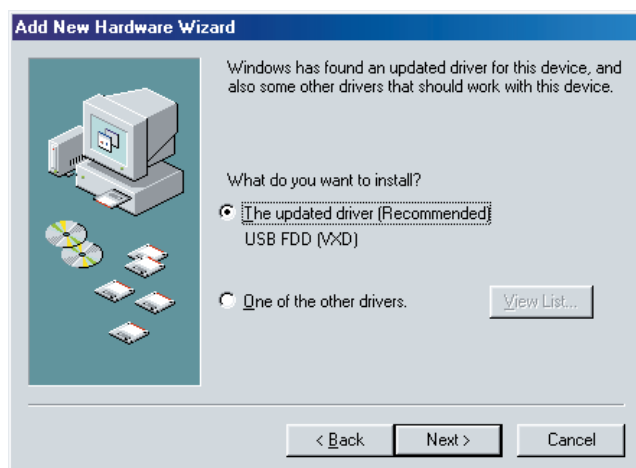 Add New Hardware Wizard
Windows has found an updated driver for this device, and
also some other drivers that should work with this device.
What do you want to install?
The updated driver (Recommended)
USB FDD (VXD)
One of the other drivers.
View List...
< Back
Next >
Cancel